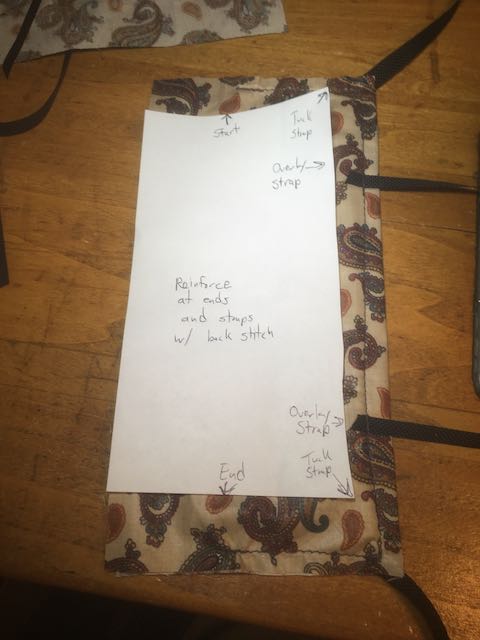 Start
Tuck
Strap
Overlay
strap
Reinforce
at ends
and straps
w/ back stitch
Overlay
Strap
End
Tuck
Strap